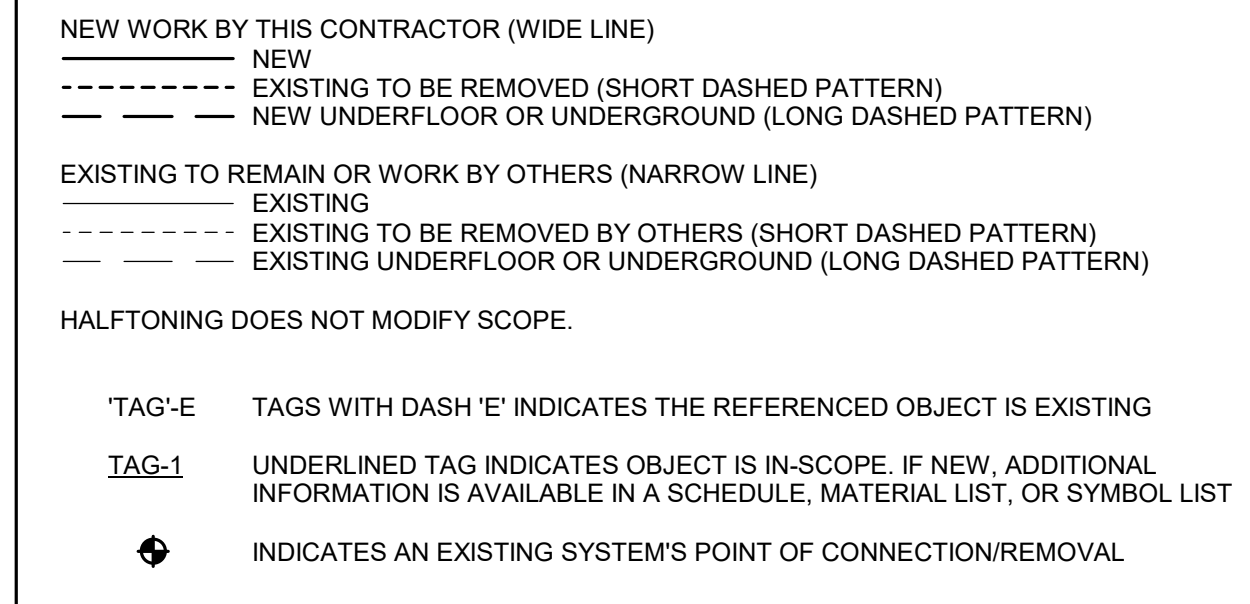 NEW WORK BY THIS CONTRACTOR (WIDE LINE)
NEW
EXISTING TO BE REMOVED (SHORT DASHED PATTERN)
NEW UNDERFLOOR OR UNDERGROUND (LONG DASHED PATTERN)
EXISTING TO REMAIN OR WORK BY OTHERS (NARROW LINE)
EXISTING
EXISTING TO BE REMOVED BY OTHERS (SHORT DASHED PATTERN)
EXISTING UNDERFLOOR OR UNDERGROUND (LONG DASHED PATTERN)
HALFTONING DOES NOT MODIFY SCOPE.
'TAG'-E TAGS WITH DASH 'E' INDICATES THE REFERENCED OBJECT IS EXISTING
TAG-1 UNDERLINED TAG INDICATES OBJECT IS IN-SCOPE. IF NEW, ADDITIONAL
INFORMATION IS AVAILABLE IN A SCHEDULE, MATERIAL LIST, OR SYMBOL LIST
INDICATES AN EXISTING SYSTEM'S POINT OF CONNECTION/REMOVAL